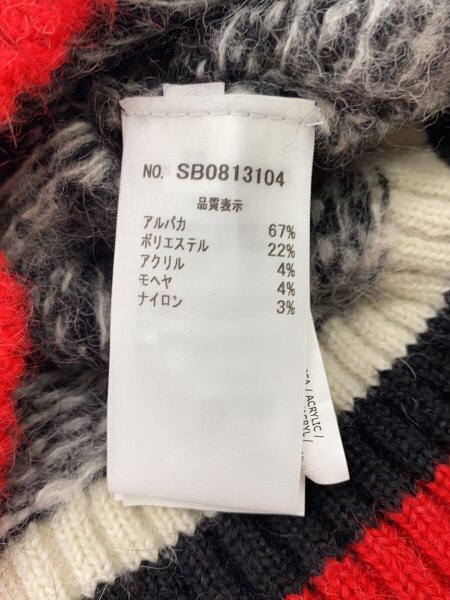 NO. SB0813104
品質表示
アルパカ 67%
ポリエステル 22%
アクリル 4%
モヘヤ 4%
ナイロン 3%
/ ACRYLIC /